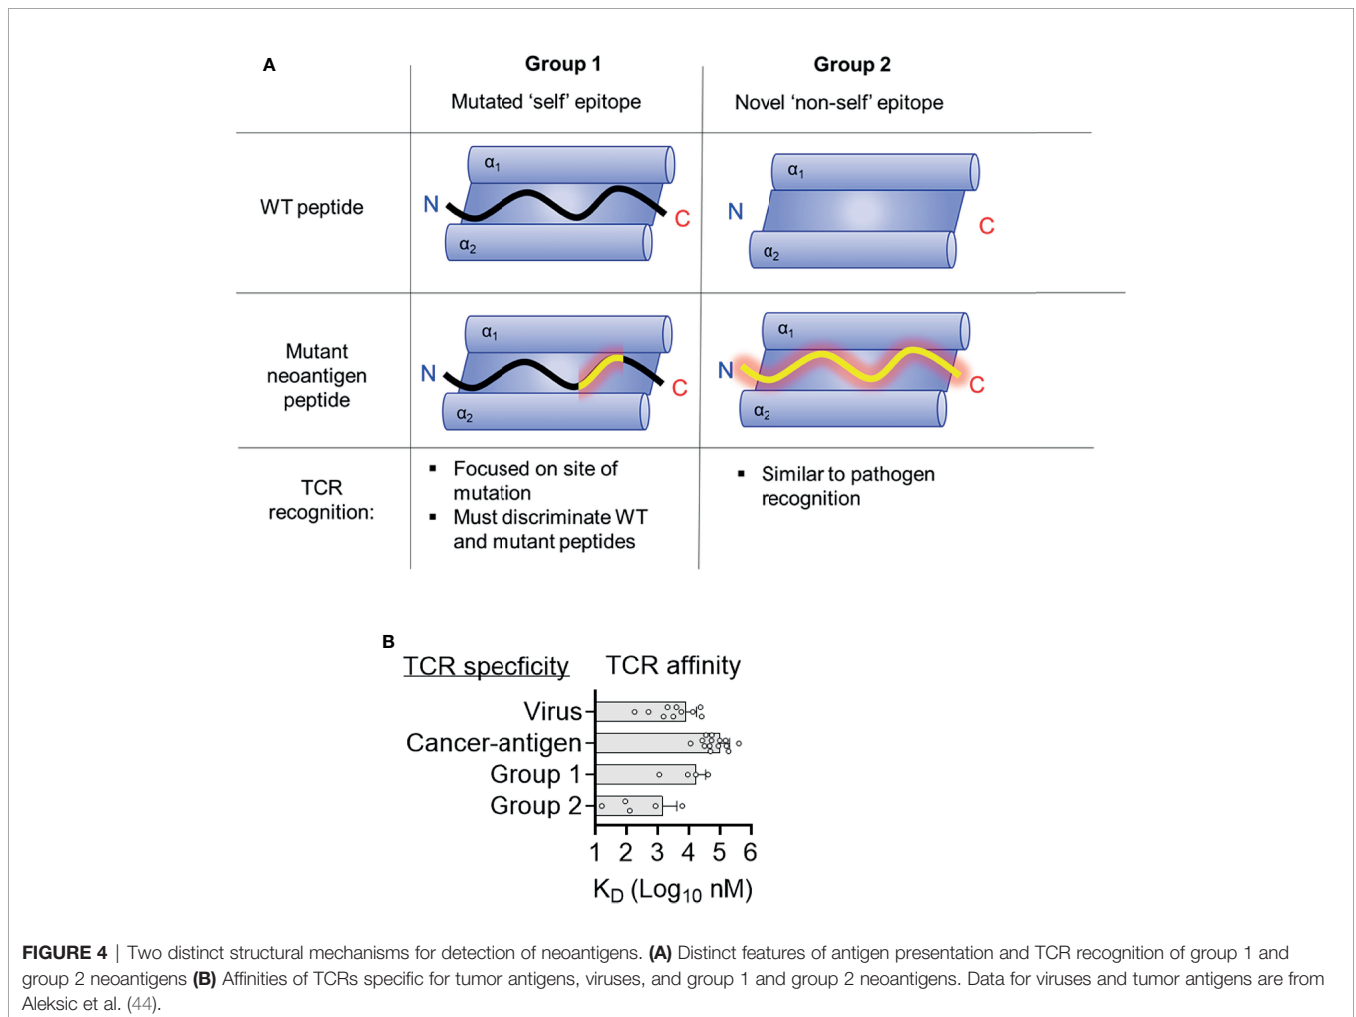 A
Group 1
Group 2
Mutated ‘self’ epitope
Novel ‘non-self’ epitope
WT peptide
α1
N
C
α2
α1
N
C
α2
Mutant
neoantigen
peptide
α1
N
C
α2
α1
N
C
α2
TCR
recognition:
▪ Focused on site of
mutation
▪ Must discriminate WT
and mutant peptides
▪ Similar to pathogen
recognition
B
TCR specficity
TCR affinity
Virus
Cancer-antigen
Group 1
Group 2
1 2 3 4 5 6
KD (Log10 nM)
FIGURE 4 | Two distinct structural mechanisms for detection of neoantigens. (A) Distinct features of antigen presentation and TCR recognition of group 1 and
group 2 neoantigens (B) Affinities of TCRs specific for tumor antigens, viruses, and group 1 and group 2 neoantigens. Data for viruses and tumor antigens are from
Aleksic et al. (44).